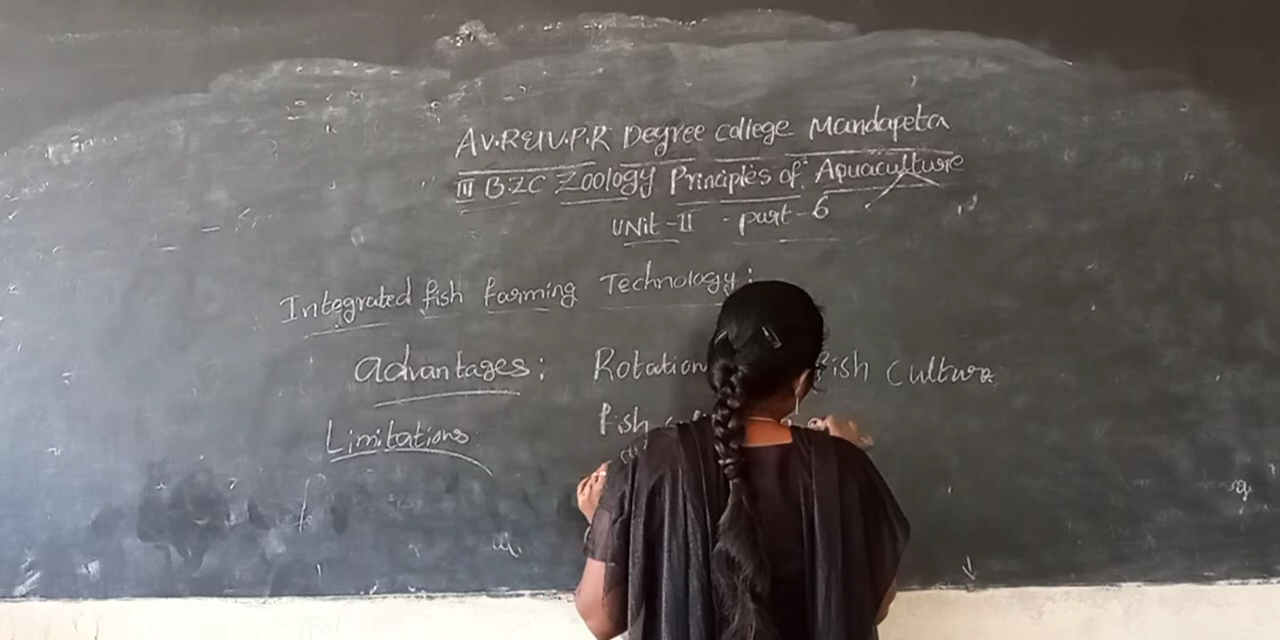 AV.R&V.P.R Degree college Mandapeta
III B.ZC Zoology Principles of Aquaculture
UNit-II - part-6
Integrated fish farming Technology:
Advantages: Rotation fish culture
Limitations fish